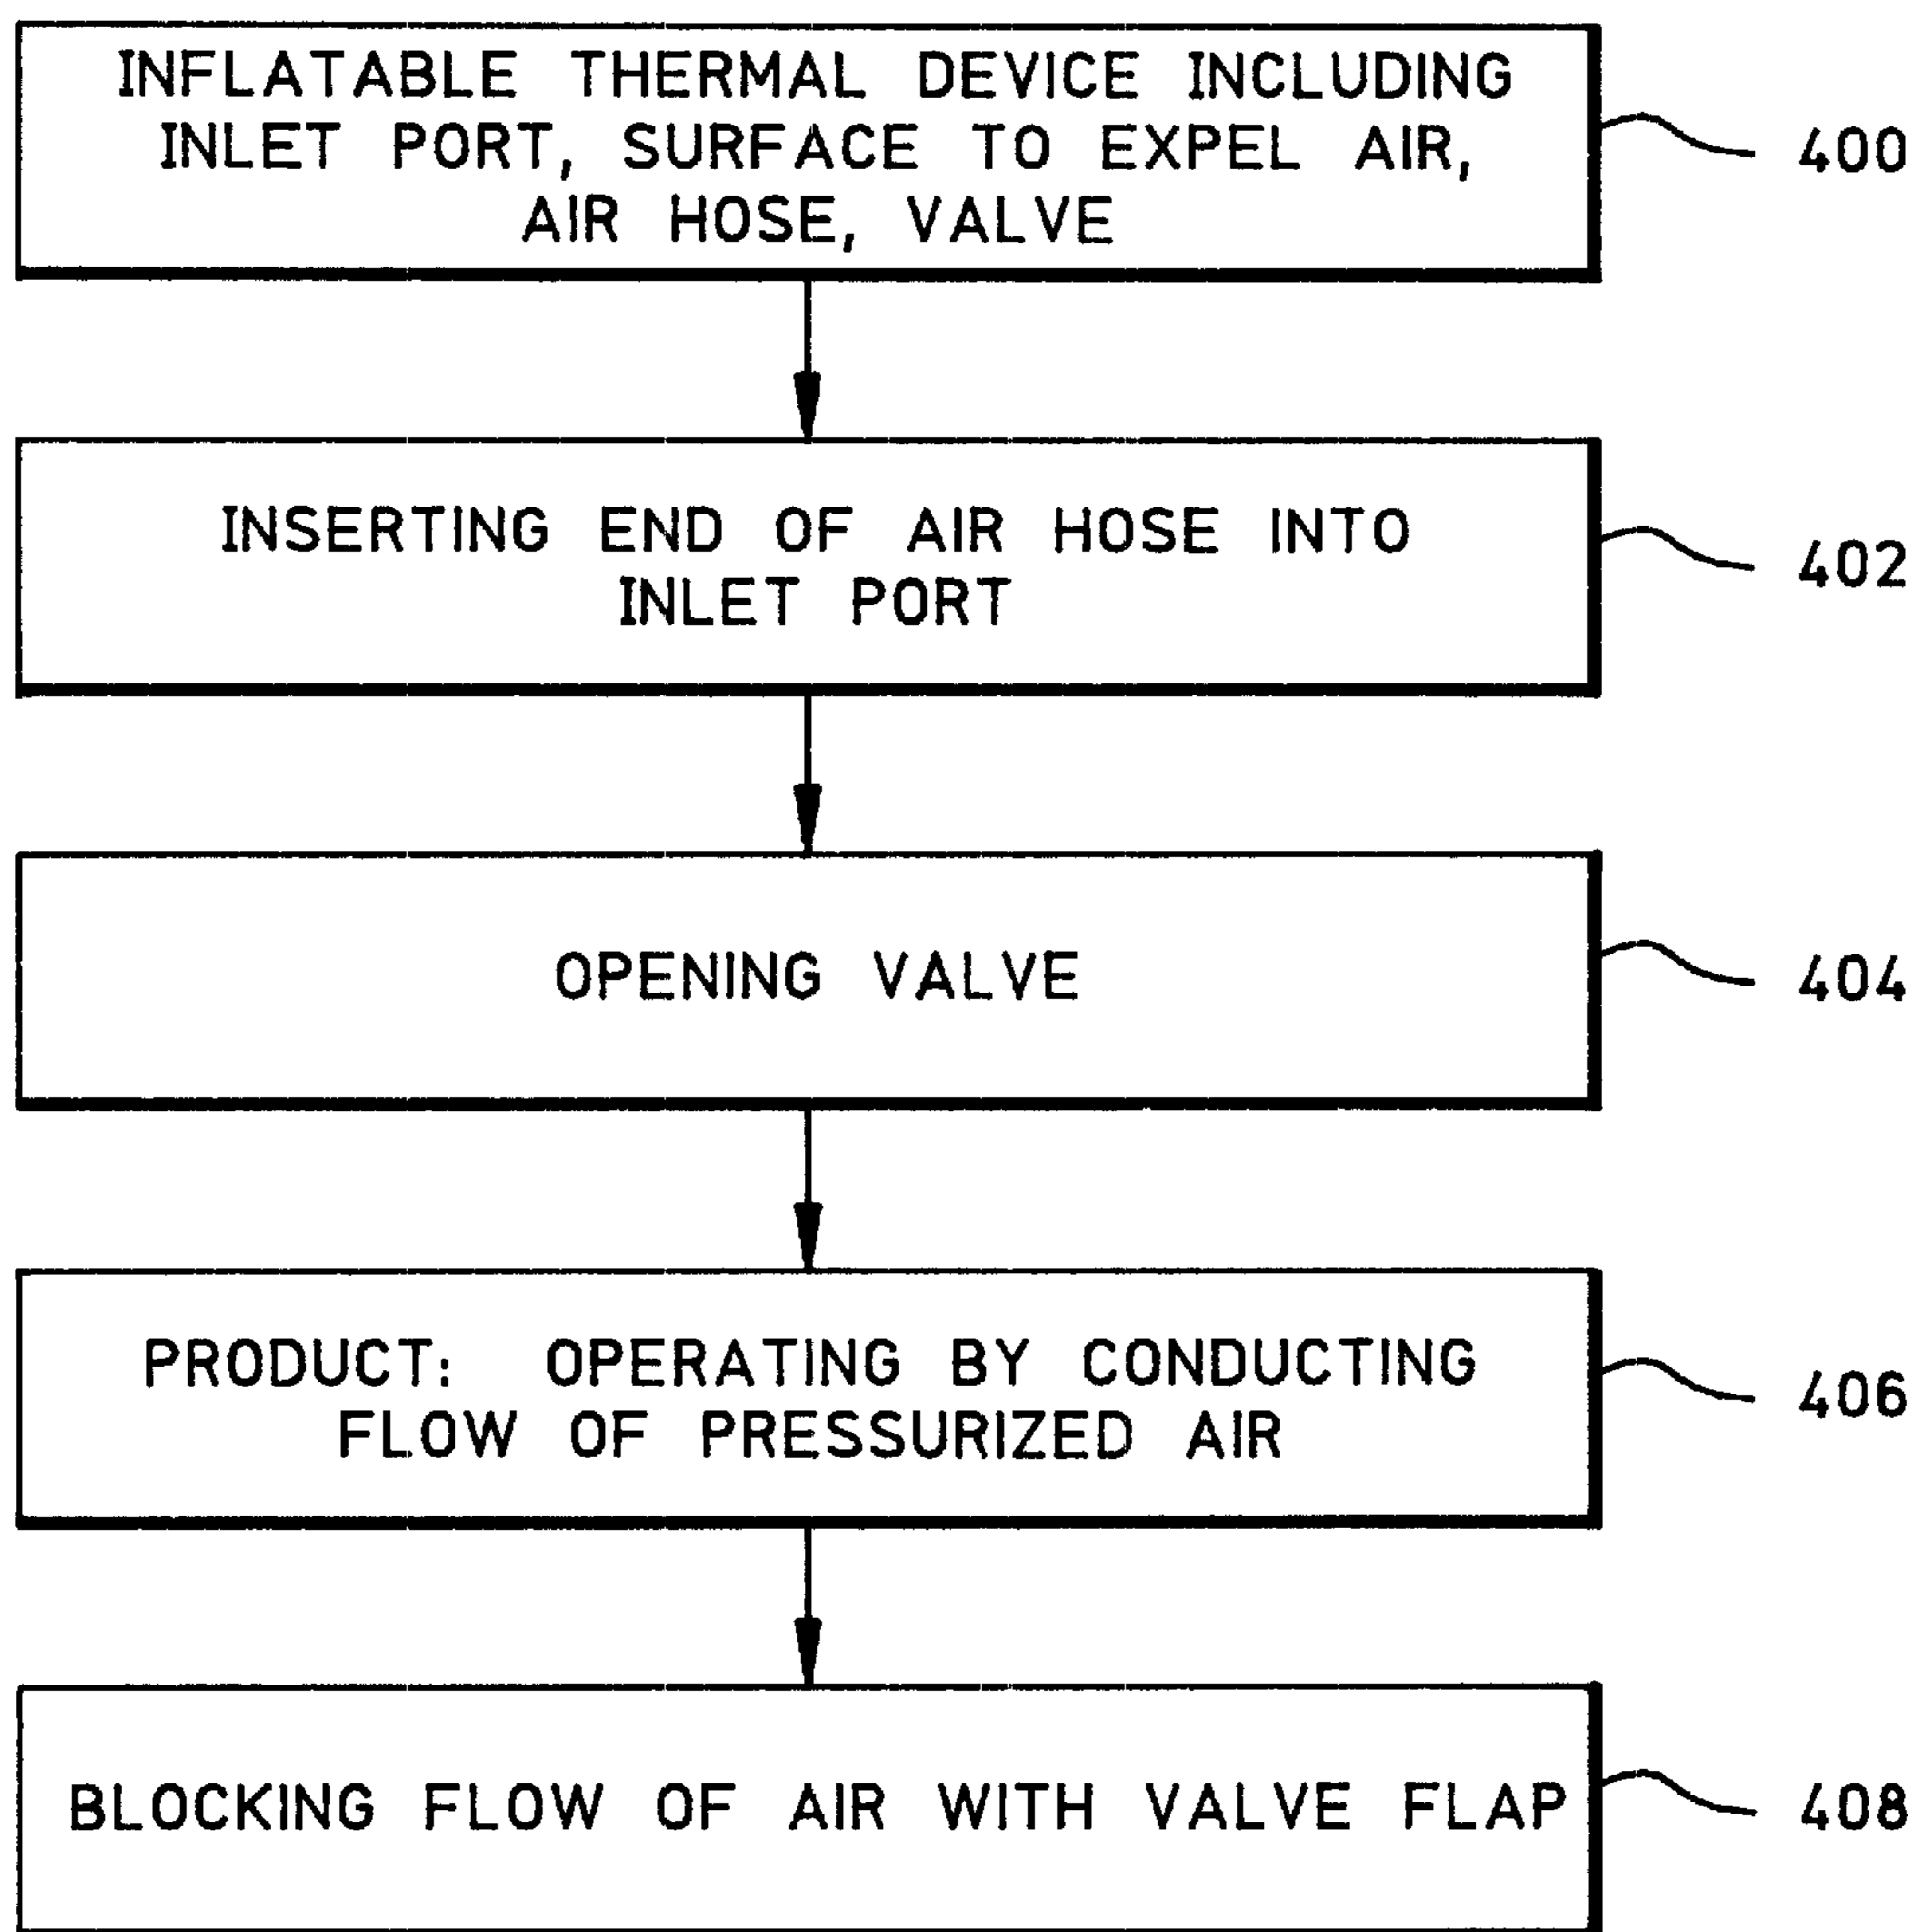 INFLATABLE THERMAL DEVICE INCLUDING
INLET PORT, SURFACE TO EXPEL AIR,
AIR HOSE, VALVE
400
INSERTING END OF AIR HOSE INTO
INLET PORT
402
OPENING VALVE
404
PRODUCT: OPERATING BY CONDUCTING
FLOW OF PRESSURIZED AIR
406
BLOCKING FLOW OF AIR WITH VALVE FLAP
408